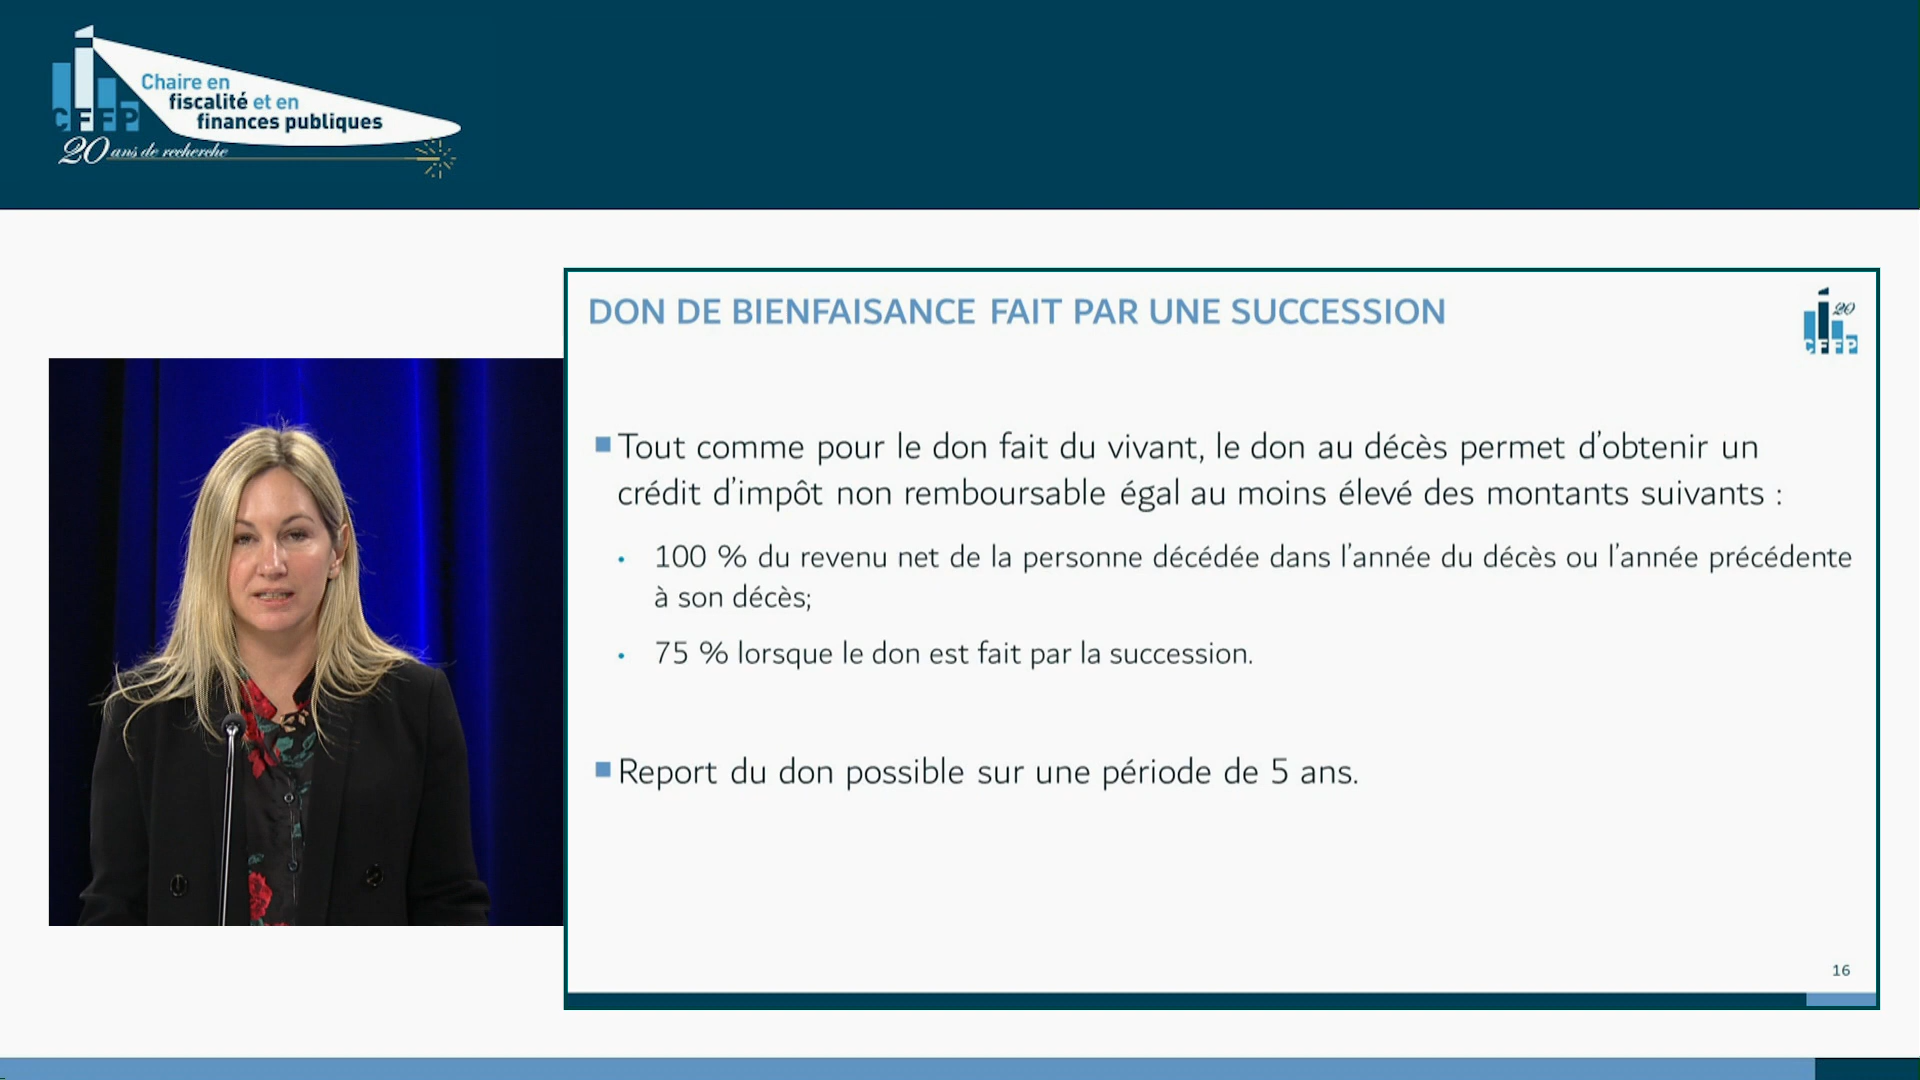 Chaire en
fiscalité et en
finances publiques
CFFP
20 ans de recherche
DON DE BIENFAISANCE FAIT PAR UNE SUCCESSION
20
CFFP
■ Tout comme pour le don fait du vivant, le don au décès permet d’obtenir un
crédit d’impôt non remboursable égal au moins élevé des montants suivants :
• 100 % du revenu net de la personne décédée dans l’année du décès ou l’année précédente
à son décès;
• 75 % lorsque le don est fait par la succession.
■ Report du don possible sur une période de 5 ans.
16